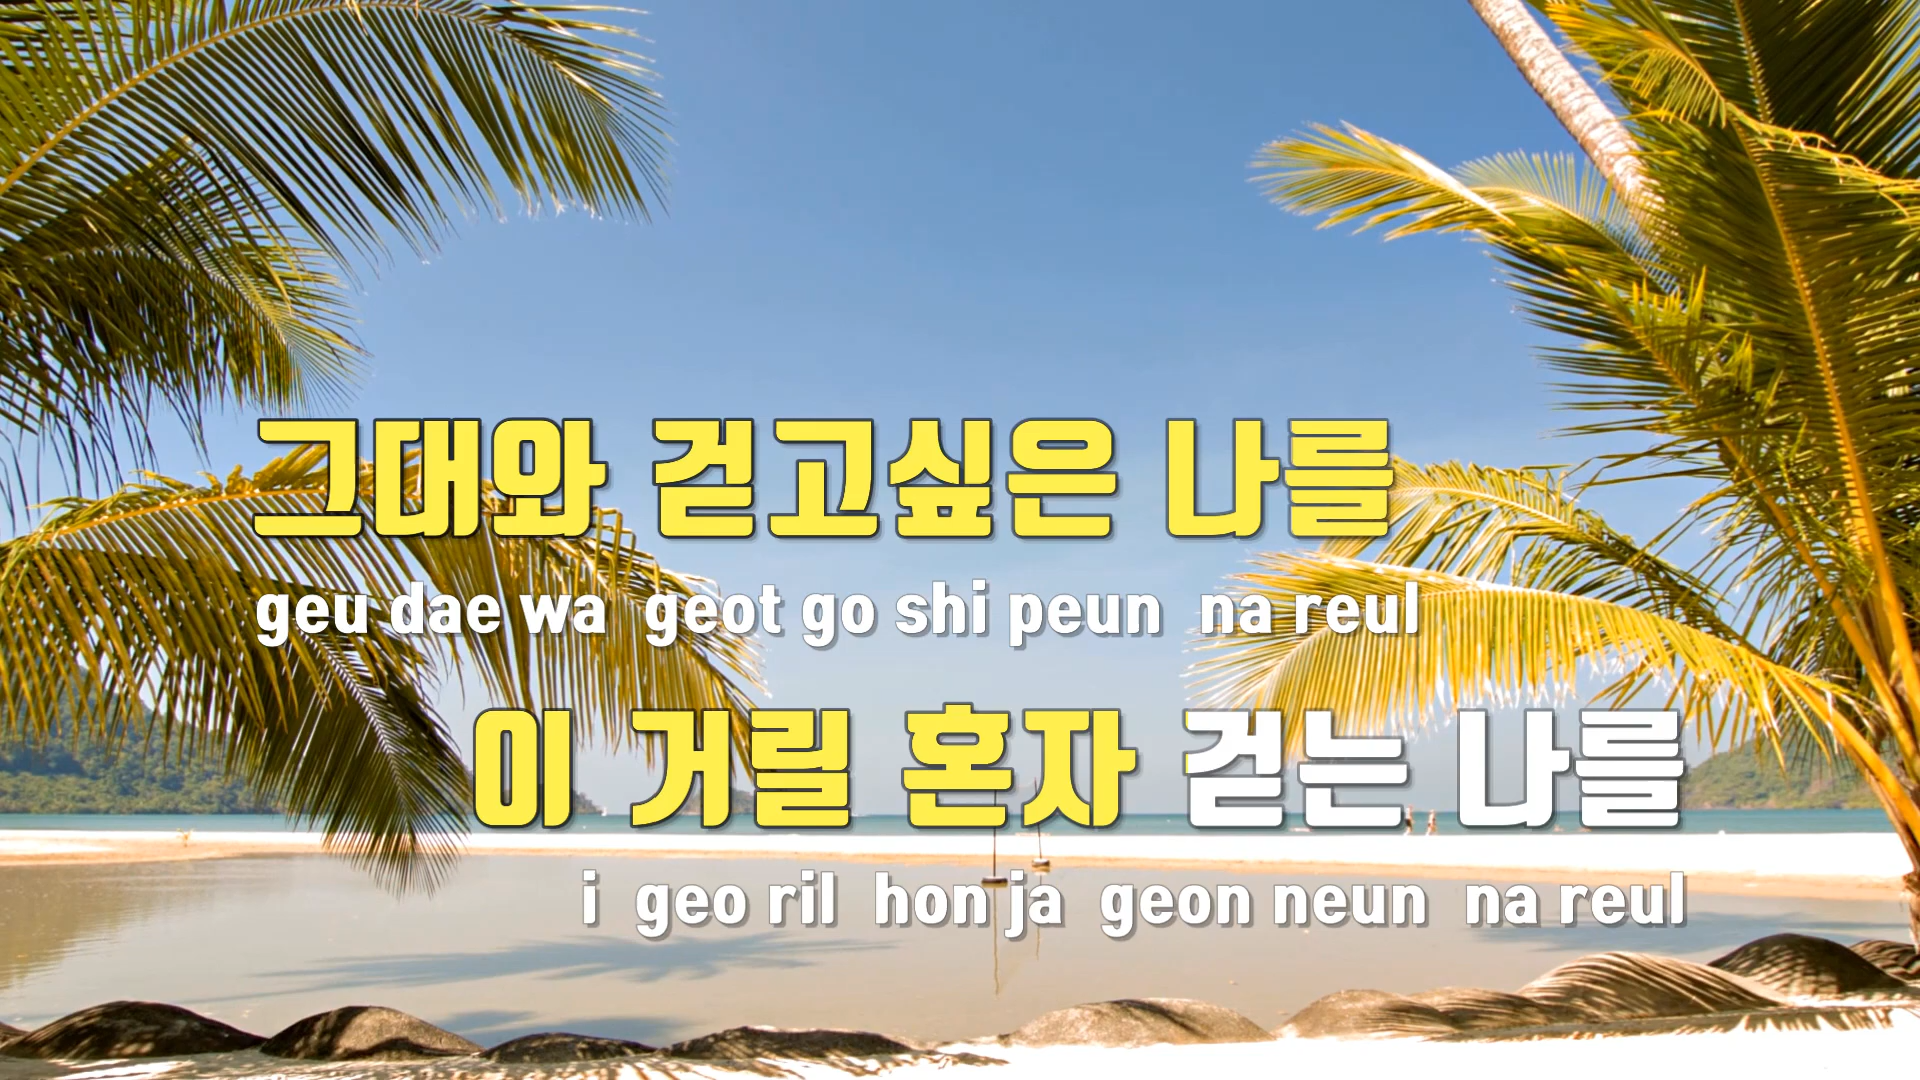 그대와 걷고싶은 나를
geu dae wa geot go shi peun na reul
이 거릴 혼자 걷는 나를
i geo ril hon ja geon neun na reul